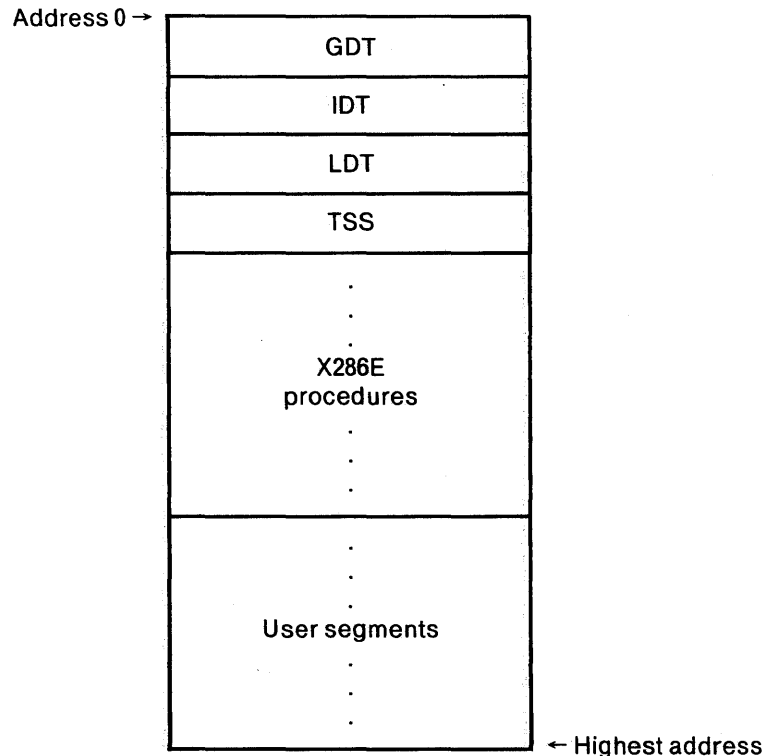 Address 0 →
GDT
IDT
LDT
TSS
.
.
.
X286E
procedures
.
.
.
.
.
.
User segments
.
.
.
← Highest address